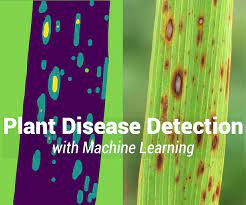 Plant Disease Detection
with Machine Learning